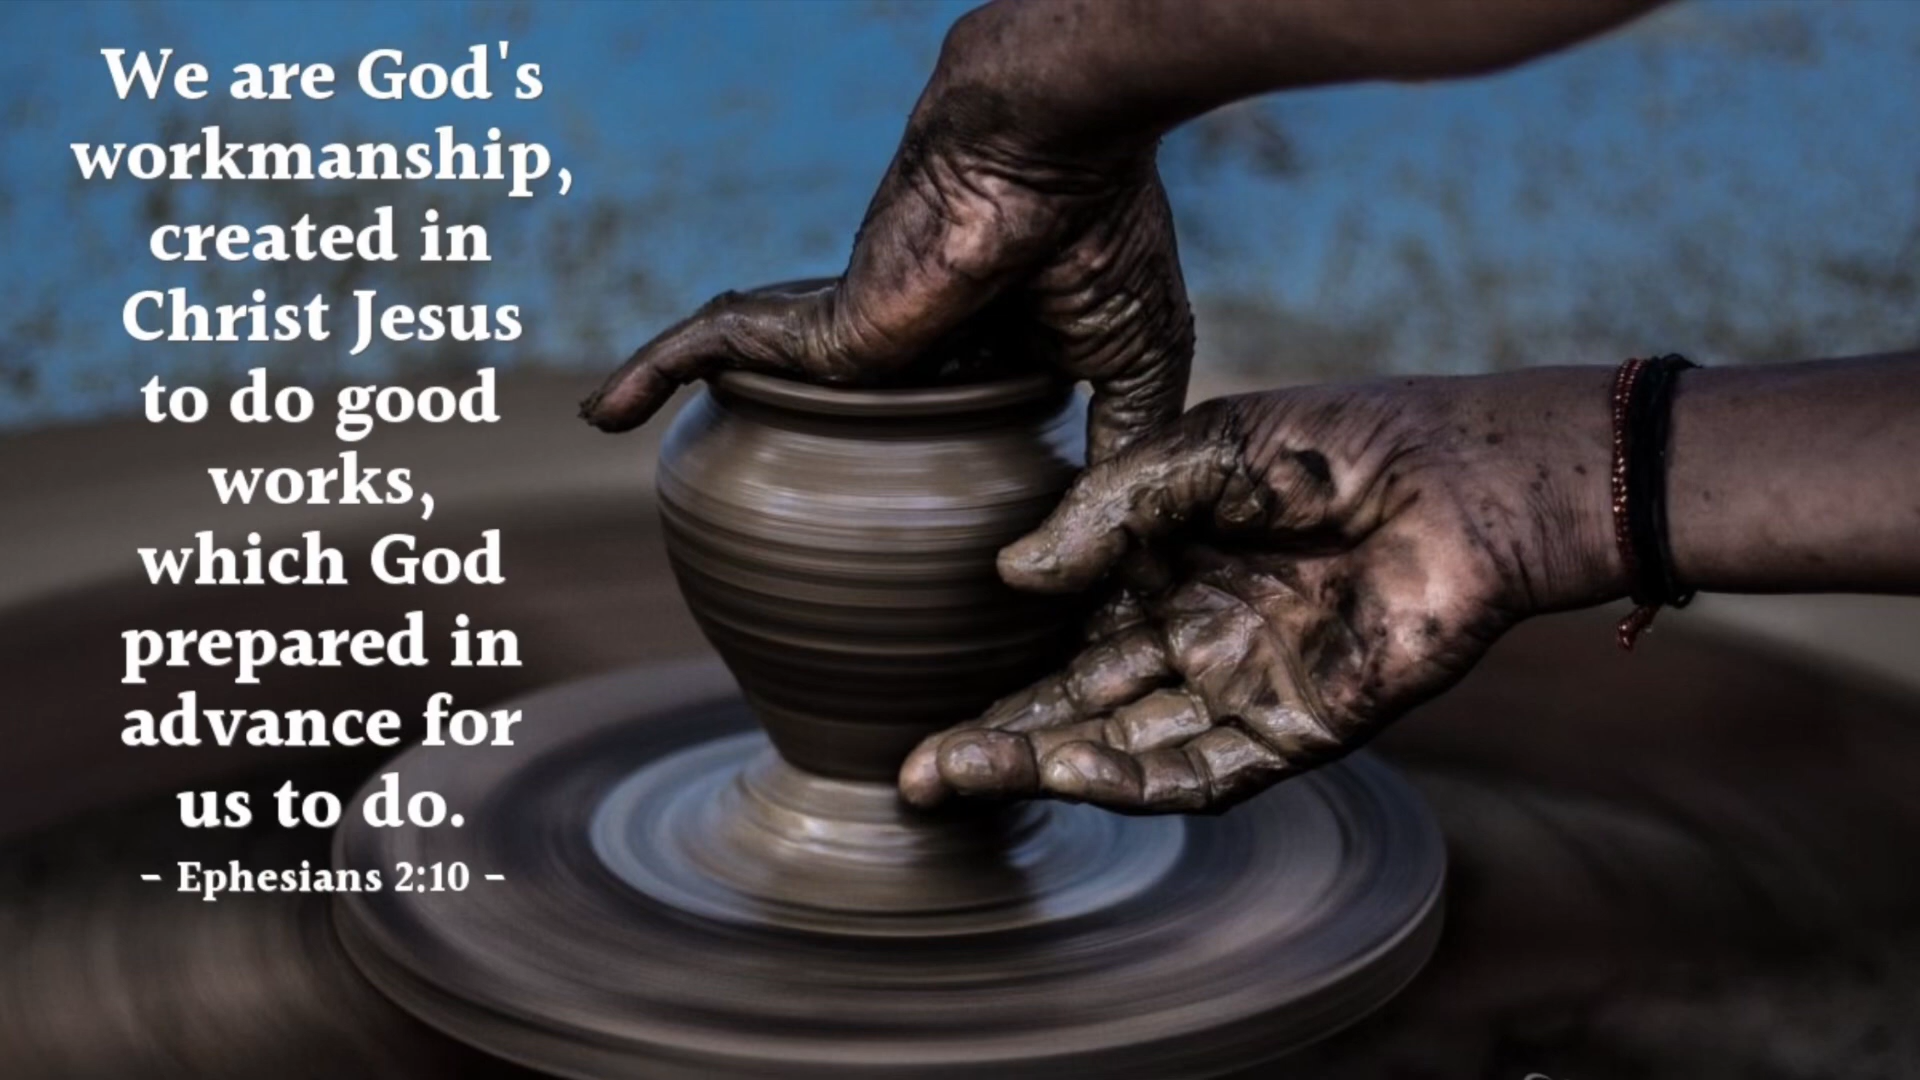 We are God's
workmanship,
created in
Christ Jesus
to do good
works,
which God
prepared in
advance for
us to do.
- Ephesians 2:10 -